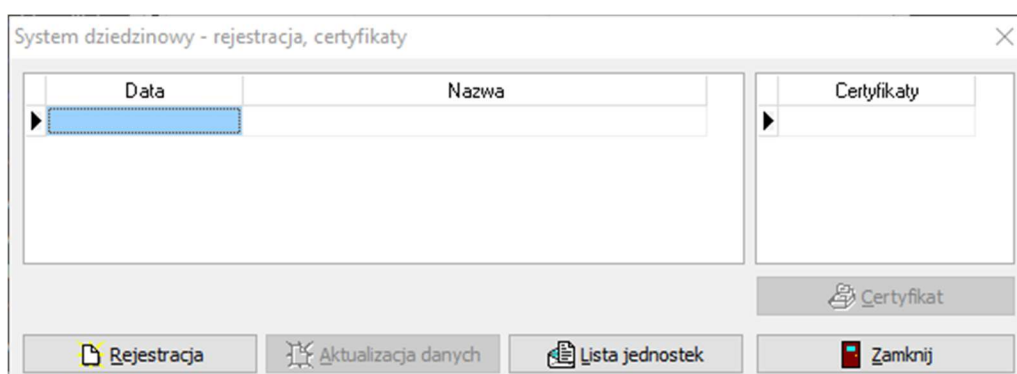 System dziedzinowy - rejestracja, certyfikaty
Data Nazwa Certyfikaty
Certyfikat
Rejestracja Aktualizacja danych Lista jednostek Zamknij